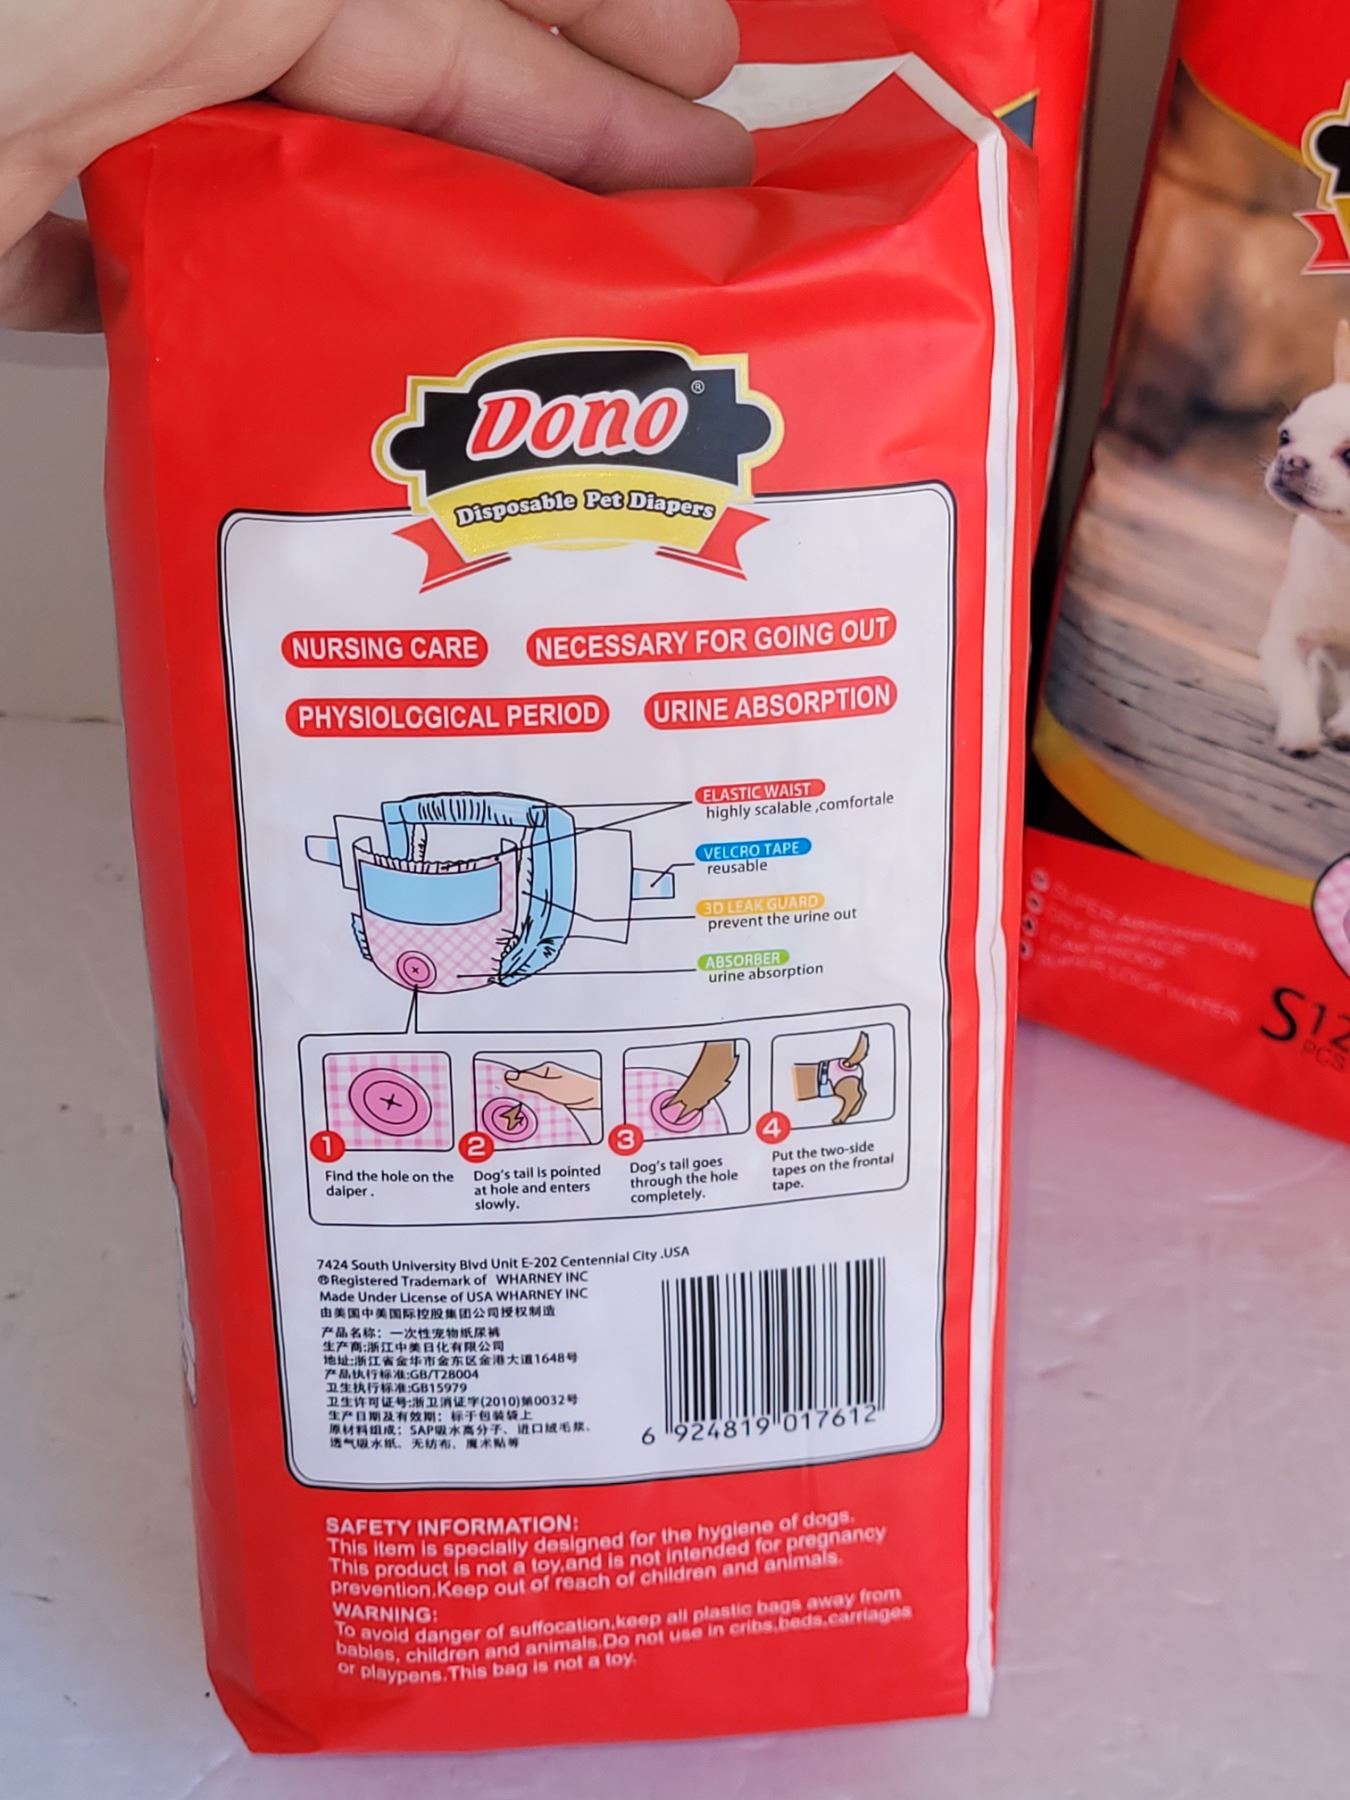 Dono®
Disposable Pet Diapers
NURSING CARE
NECESSARY FOR GOING OUT
PHYSIOLOGICAL PERIOD
URINE ABSORPTION
ELASTIC WAIST
highly scalable ,comfortale
VELCRO TAPE
reusable
3D LEAK GUARD
prevent the urine out
ABSORBER
urine absorption
1
Find the hole on the
daiper .
2
Dog's tail is pointed
at hole and enters
slowly.
3
Dog's tail goes
through the hole
completely.
4
Put the two-side
tapes on the frontal
tape.
7424 South University Blvd Unit E-202 Centennial City .USA
®Registered Trademark of WHARNEY INC
Made Under License of USA WHARNEY INC
由美国中美国际控股集团公司授权制造
产品名称：一次性宠物纸尿裤
生产商:浙江中美日化有限公司
地址:浙江省金华市金东区金港大道1648号
产品执行标准:GB/T28004
卫生执行标准:GB15979
卫生许可证号:浙卫消证字(2010)第0032号
生产日期及有效期：标于包装袋上
原材料组成：SAP吸水高分子、进口绒毛浆、
透气吸水纸、无纺布、魔术贴等
6 924819 017612
SAFETY INFORMATION:
This item is specially designed for the hygiene of dogs.
This product is not a toy,and is not intended for pregnancy
prevention.Keep out of reach of children and animals.
WARNING:
To avoid danger of suffocation,keep all plastic bags away from
babies, children and animals.Do not use in cribs,beds,carriages
or playpens.This bag is not a toy.
SUPER ABSORPTION
DRY SURFACE
LEAKPROOF
SUPER LOCK WATER
S 12
PCS